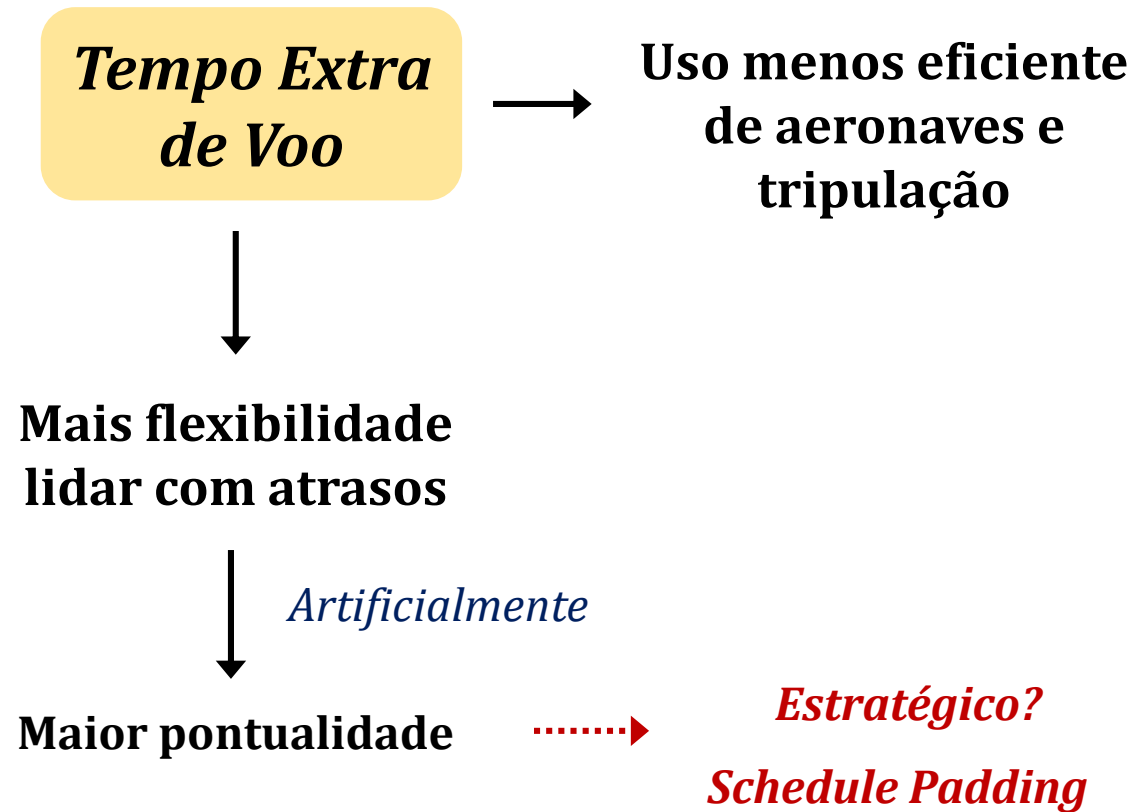 Tempo Extra
de Voo
Uso menos eficiente
de aeronaves e
tripulação
Mais flexibilidade
lidar com atrasos
Artificialmente
Maior pontualidade
Estratégico?
Schedule Padding